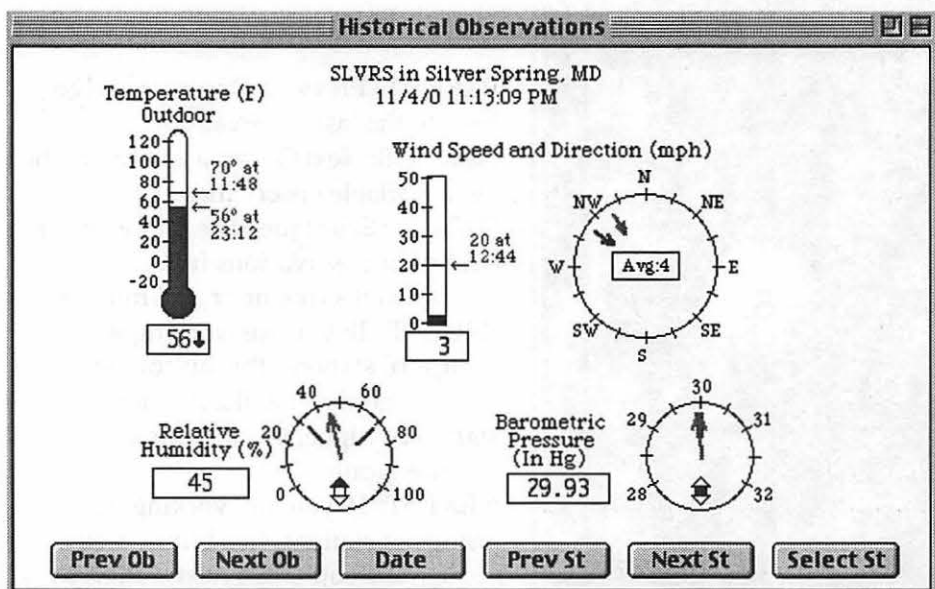 Historical Observations
SLVRS in Silver Spring, MD
11/4/0 11:13:09 PM
Temperature (F)
Outdoor
120
100
80
60
40
20
0
-20
70° at
11:48
56° at
23:12
56
Wind Speed and Direction (mph)
50
40
30
20
10
0
20 at
12:44
3
N
NE
E
SE
S
SW
W
NW
Avg:4
Relative
Humidity (%)
45
0
20
40
60
80
100
Barometric
Pressure
(In Hg)
29.93
28
29
30
31
32
Prev Ob
Next Ob
Date
Prev St
Next St
Select St